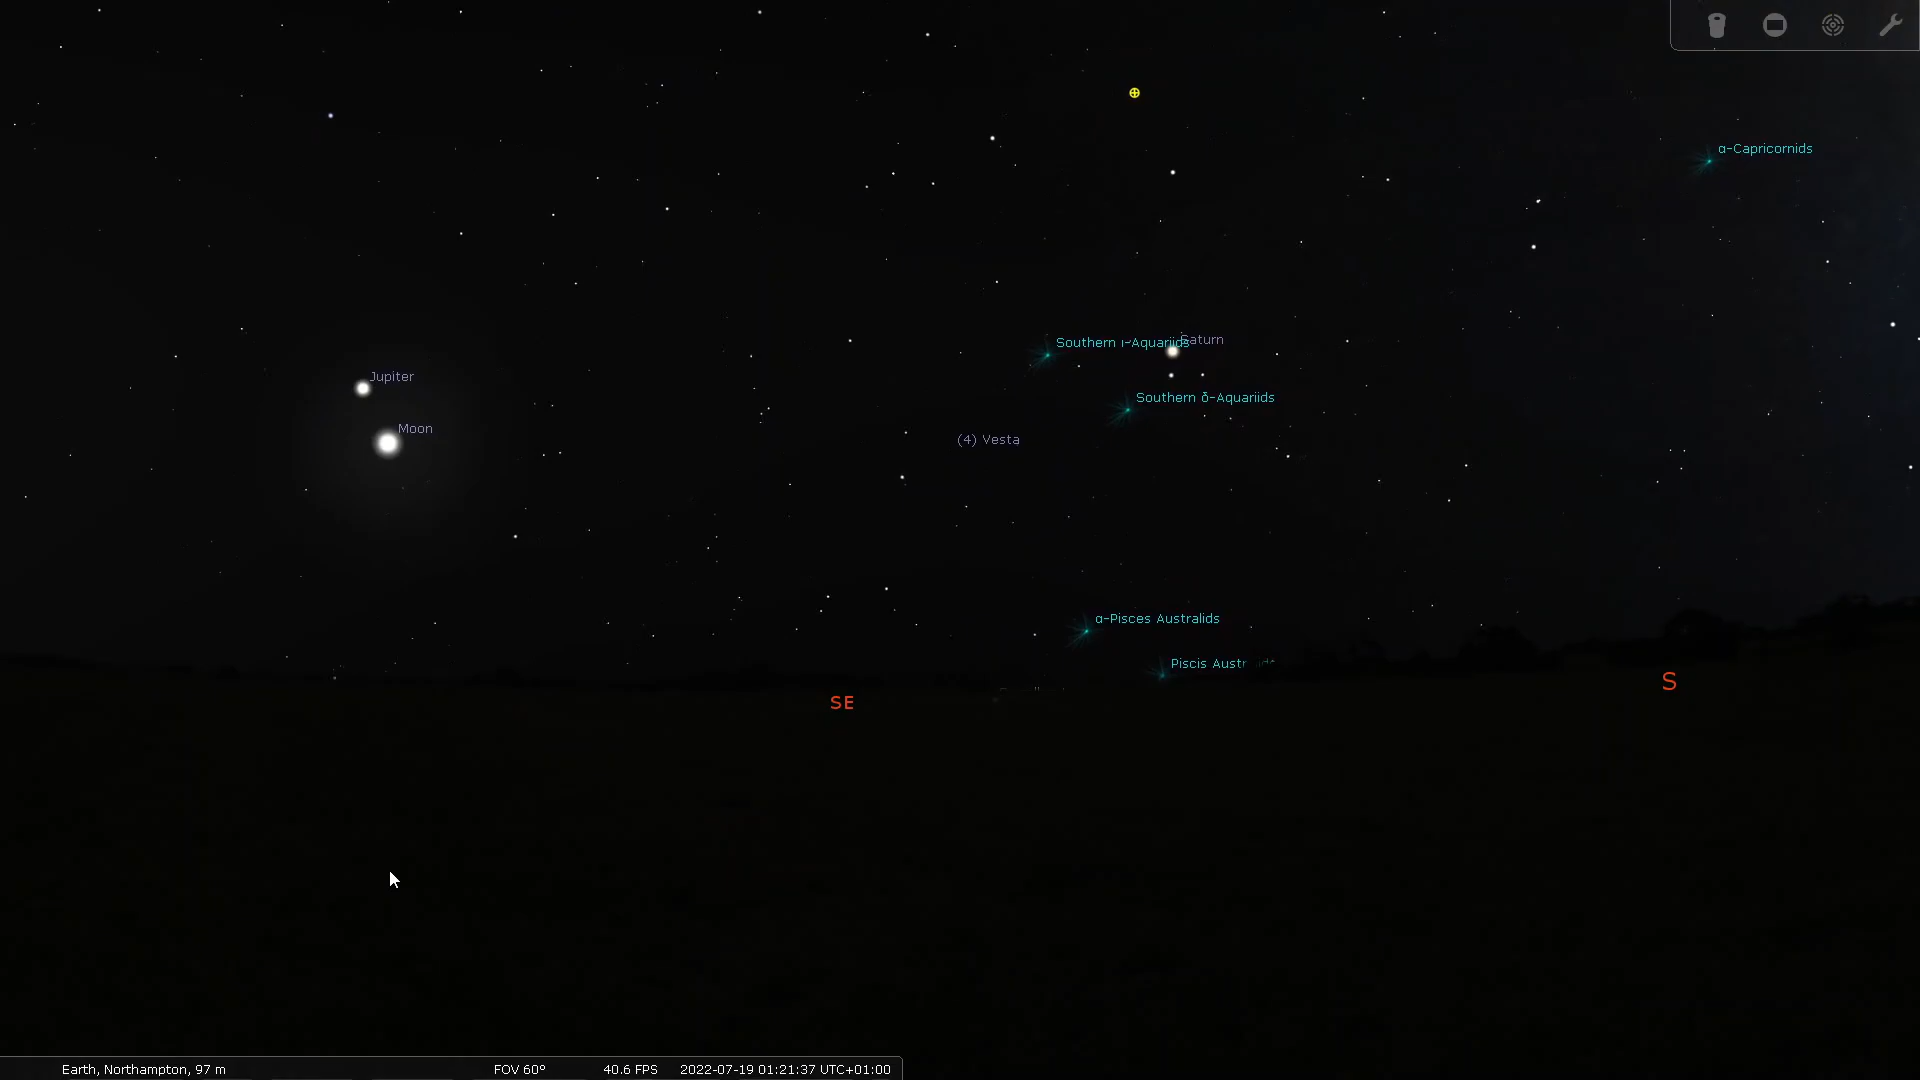 α-Capricornids
Southern ι-Aquariids
Saturn
Jupiter
Southern δ-Aquariids
Moon
(4) Vesta
α-Pisces Australids
Piscis
S
SE
Earth, Northampton, 97 m FOV 60° 40.6 FPS 2022-07-19 01:21:37 UTC+01:00